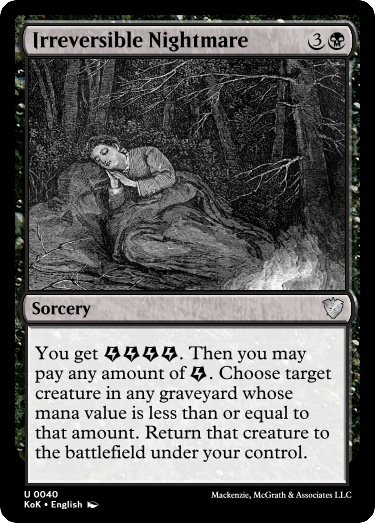 Irreversible Nightmare 3
Sorcery
You get . Then you may
pay any amount of . Choose target
creature in any graveyard whose
mana value is less than or equal to
that amount. Return that creature to
the battlefield under your control.
U 0040
KoK • English Mackenzie, McGrath & Associates LLC